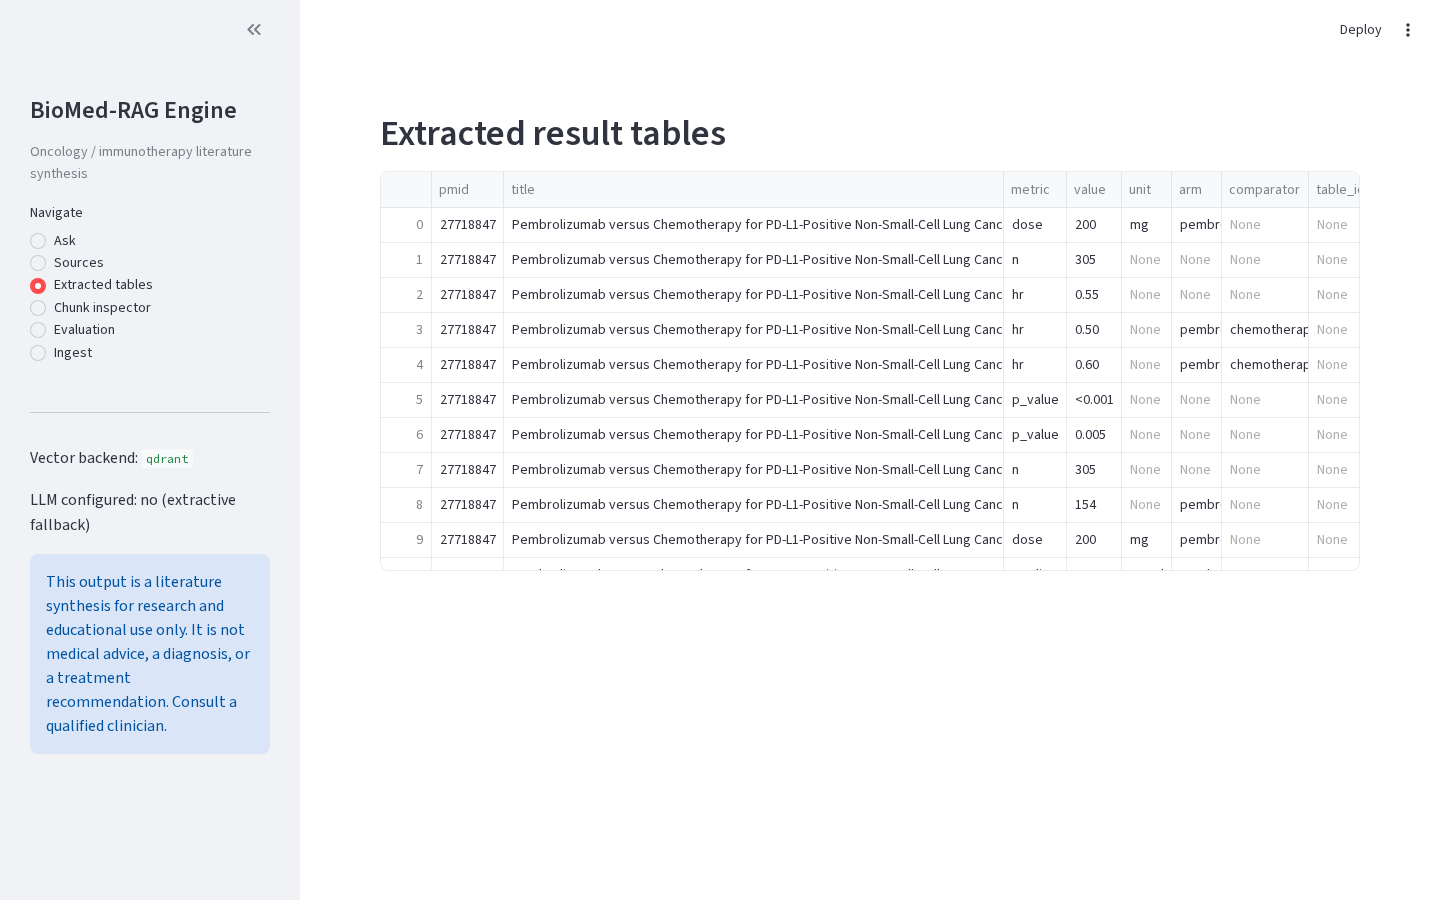 Deploy
BioMed-RAG Engine
Oncology / immunotherapy literature
synthesis
Navigate
Ask
Sources
Extracted tables
Chunk inspector
Evaluation
Ingest
Vector backend: qdrant
LLM configured: no (extractive
fallback)
This output is a literature
synthesis for research and
educational use only. It is not
medical advice, a diagnosis, or
a treatment
recommendation. Consult a
qualified clinician.
Extracted result tables
pmid title metric value unit arm comparator table_i
0 27718847 Pembrolizumab versus Chemotherapy for PD-L1-Positive Non-Small-Cell Lung Canc dose 200 mg pembr None None
1 27718847 Pembrolizumab versus Chemotherapy for PD-L1-Positive Non-Small-Cell Lung Canc n 305 None None None None
2 27718847 Pembrolizumab versus Chemotherapy for PD-L1-Positive Non-Small-Cell Lung Canc hr 0.55 None None None None
3 27718847 Pembrolizumab versus Chemotherapy for PD-L1-Positive Non-Small-Cell Lung Canc hr 0.50 None pembr chemotherap None
4 27718847 Pembrolizumab versus Chemotherapy for PD-L1-Positive Non-Small-Cell Lung Canc hr 0.60 None pembr chemotherap None
5 27718847 Pembrolizumab versus Chemotherapy for PD-L1-Positive Non-Small-Cell Lung Canc p_value <0.001 None None None None
6 27718847 Pembrolizumab versus Chemotherapy for PD-L1-Positive Non-Small-Cell Lung Canc p_value 0.005 None None None None
7 27718847 Pembrolizumab versus Chemotherapy for PD-L1-Positive Non-Small-Cell Lung Canc n 305 None None None None
8 27718847 Pembrolizumab versus Chemotherapy for PD-L1-Positive Non-Small-Cell Lung Canc n 154 None pembr None None
9 27718847 Pembrolizumab versus Chemotherapy for PD-L1-Positive Non-Small-Cell Lung Canc dose 200 mg pembr None None